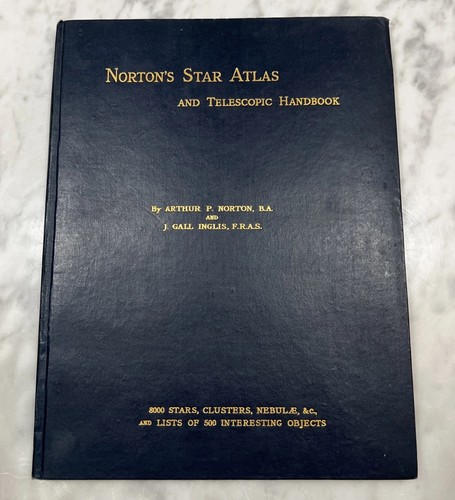 NORTON'S STAR ATLAS
AND TELESCOPIC HANDBOOK
By ARTHUR P. NORTON, B.A.
AND
J. GALL INGLIS, F.R.A.S.
8000 STARS, CLUSTERS, NEBULÆ, &c.,
AND LISTS OF 500 INTERESTING OBJECTS